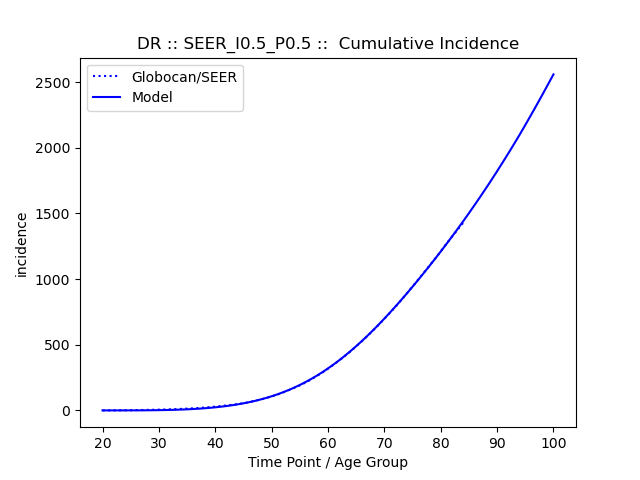 DR :: SEER_I0.5_P0.5 ::  Cumulative Incidence
Globocan/SEER
Model
incidence
2500
2000
1500
1000
500
0
20 30 40 50 60 70 80 90 100
Time Point / Age Group